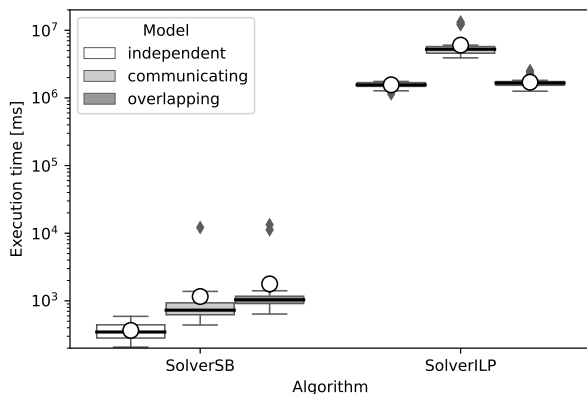 Model
independent
communicating
overlapping
Execution time [ms]
10⁷
10⁶
10⁵
10⁴
10³
SolverSB
SolverILP
Algorithm